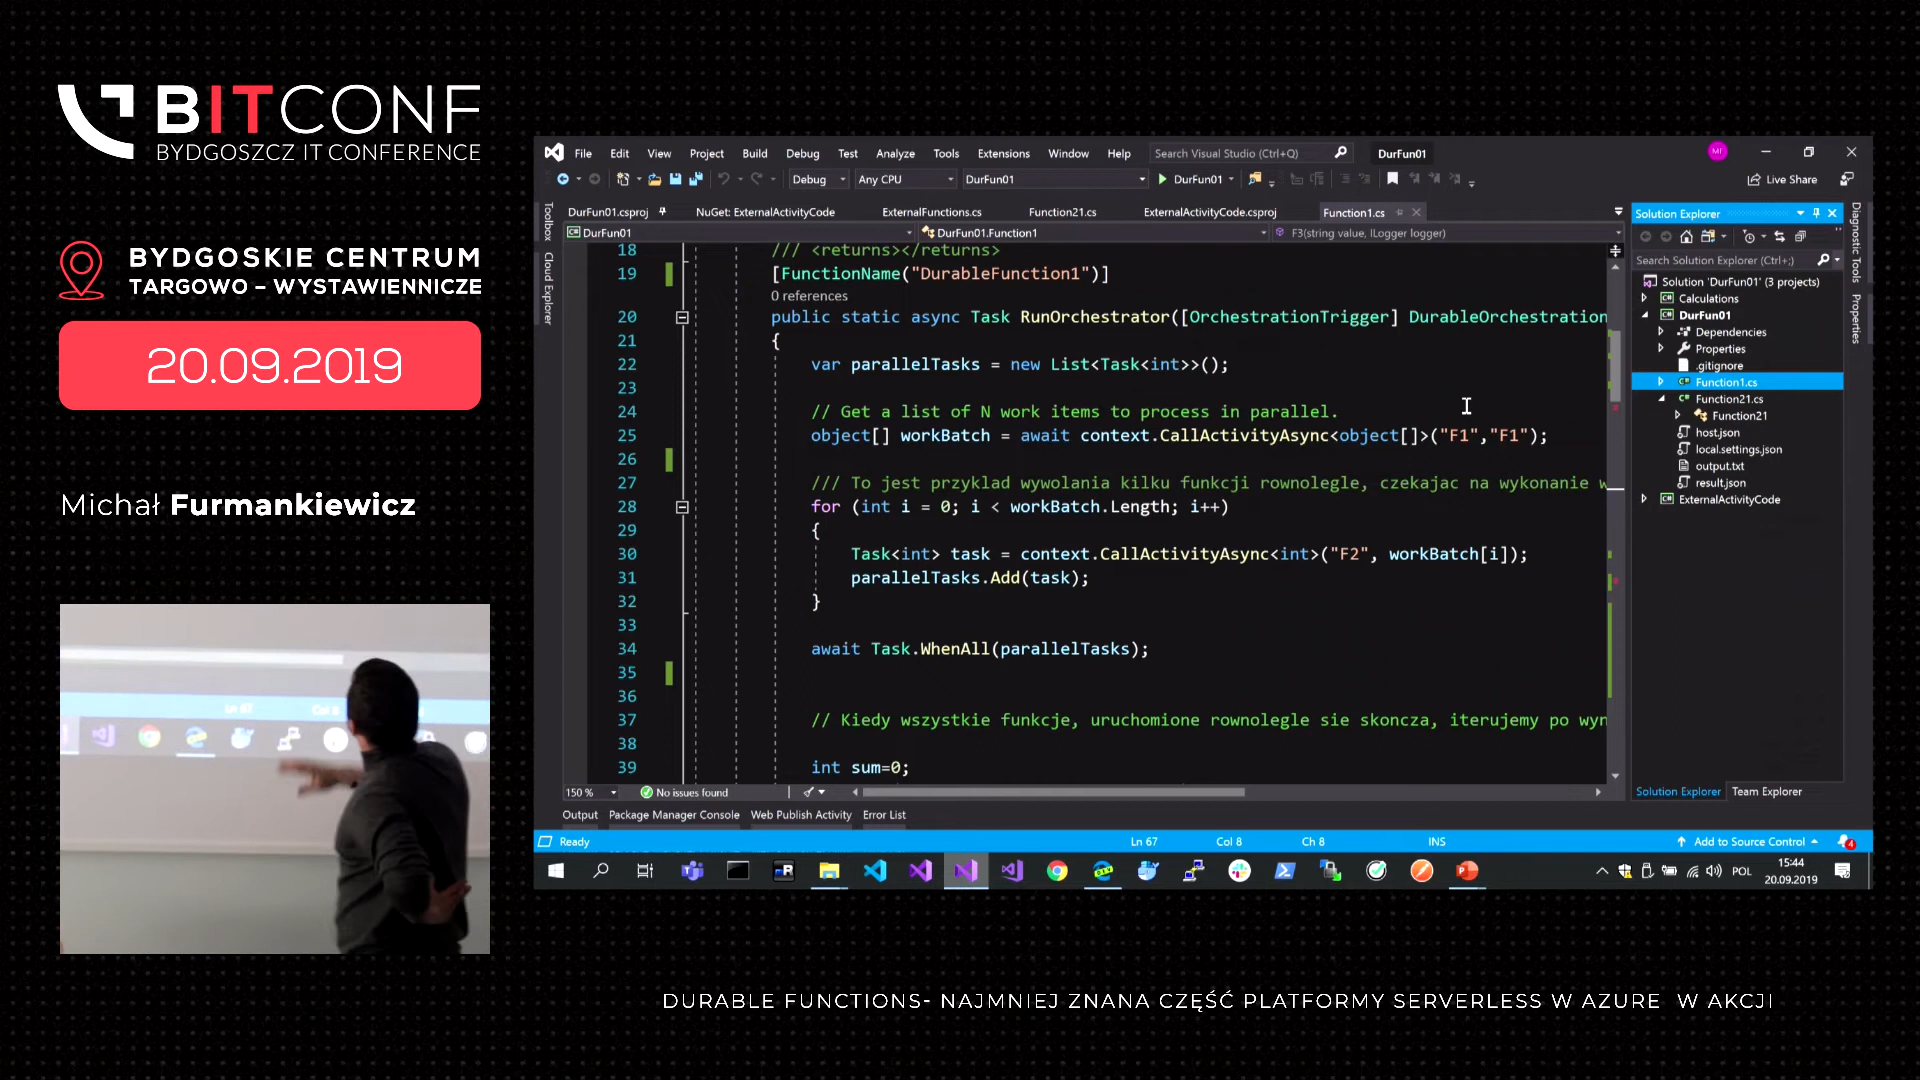 BITCONF
BYDGOSZCZ IT CONFERENCE
BYDGOSKIE CENTRUM
TARGOWO – WYSTAWIENNICZE
20.09.2019
Michał Furmankiewicz
File Edit View Project Build Debug Test Analyze Tools Extensions Window Help Search Visual Studio (Ctrl+Q) DurFun01
Debug Any CPU DurFun01 DurFun01 Live Share
DurFun01.csproj NuGet: ExternalActivityCode ExternalFunctions.cs Function21.cs ExternalActivityCode.csproj Function1.cs
DurFun01 DurFun01.Function1 F3(string value, ILogger logger)
Toolbox
Cloud Explorer
18 /// <returns></returns>
19 [FunctionName("DurableFunction1")]
0 references
20 public static async Task RunOrchestrator([OrchestrationTrigger] DurableOrchestration
21 {
22 var parallelTasks = new List<Task<int>>();
23
24 // Get a list of N work items to process in parallel.
25 object[] workBatch = await context.CallActivityAsync<object[]>("F1","F1");
26
27 /// To jest przyklad wywolania kilku funkcji rownolegle, czekajac na wykonanie w
28 for (int i = 0; i < workBatch.Length; i++)
29 {
30 Task<int> task = context.CallActivityAsync<int>("F2", workBatch[i]);
31 parallelTasks.Add(task);
32 }
33
34 await Task.WhenAll(parallelTasks);
35
36
37 // Kiedy wszystkie funkcje, uruchomione rownolegle sie skoncza, iterujemy po wyn
38
39 int sum=0;
150 % No issues found
Output Package Manager Console Web Publish Activity Error List
Ready Ln 67 Col 8 Ch 8 INS Add to Source Control 4
Solution Explorer
Search Solution Explorer (Ctrl+;)
Solution 'DurFun01' (3 projects)
Calculations
DurFun01
Dependencies
Properties
.gitignore
Function1.cs
Function21.cs
Function21
host.json
local.settings.json
output.txt
result.json
ExternalActivityCode
Solution Explorer Team Explorer
Diagnostic Tools
Properties
POL 15:44
20.09.2019
Ln 67
DURABLE FUNCTIONS- NAJMNIEJ ZNANA CZĘŚĆ PLATFORMY SERVERLESS W AZURE W AKCJI